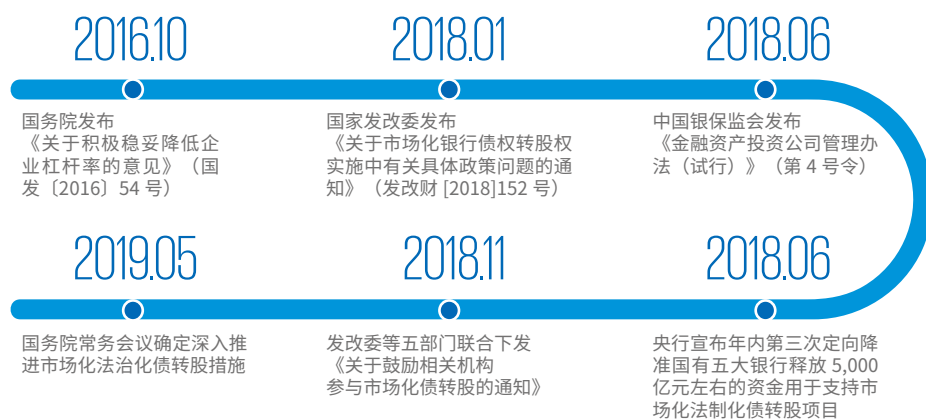 2016.10
国务院发布
《关于积极稳妥降低企
业杠杆率的意见》（国
发〔2016〕54 号）
2018.01
国家发改委发布
《关于市场化银行债权转股权
实施中有关具体政策问题的通
知》（发改财 [2018]152 号）
2018.06
中国银保监会发布
《金融资产投资公司管理办
法（试行）》（第 4 号令）
2018.06
央行宣布年内第三次定向降
准国有五大银行释放 5,000
亿元左右的资金用于支持市
场化法制化债转股项目
2018.11
发改委等五部门联合下发
《关于鼓励相关机构
参与市场化债转股的通知》
2019.05
国务院常务会议确定深入推
进市场化法治化债转股措施